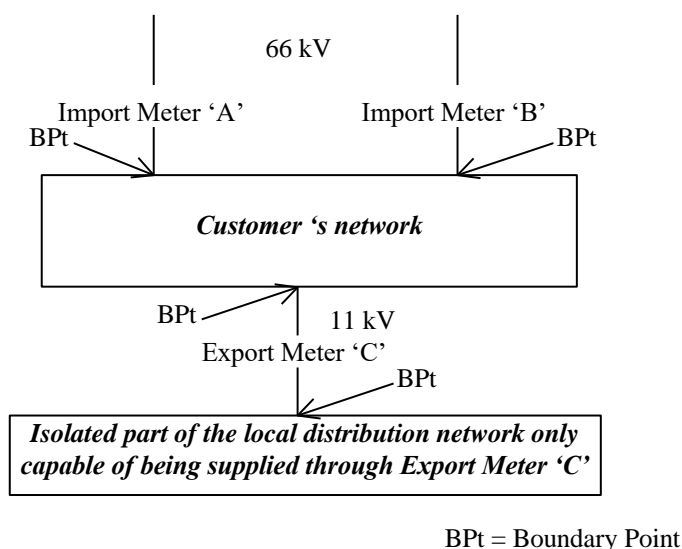 66 kV
Import Meter ‘A’
Import Meter ‘B’
BPt
BPt
Customer ‘s network
BPt
11 kV
Export Meter ‘C’
BPt
Isolated part of the local distribution network only
capable of being supplied through Export Meter ‘C’
BPt = Boundary Point